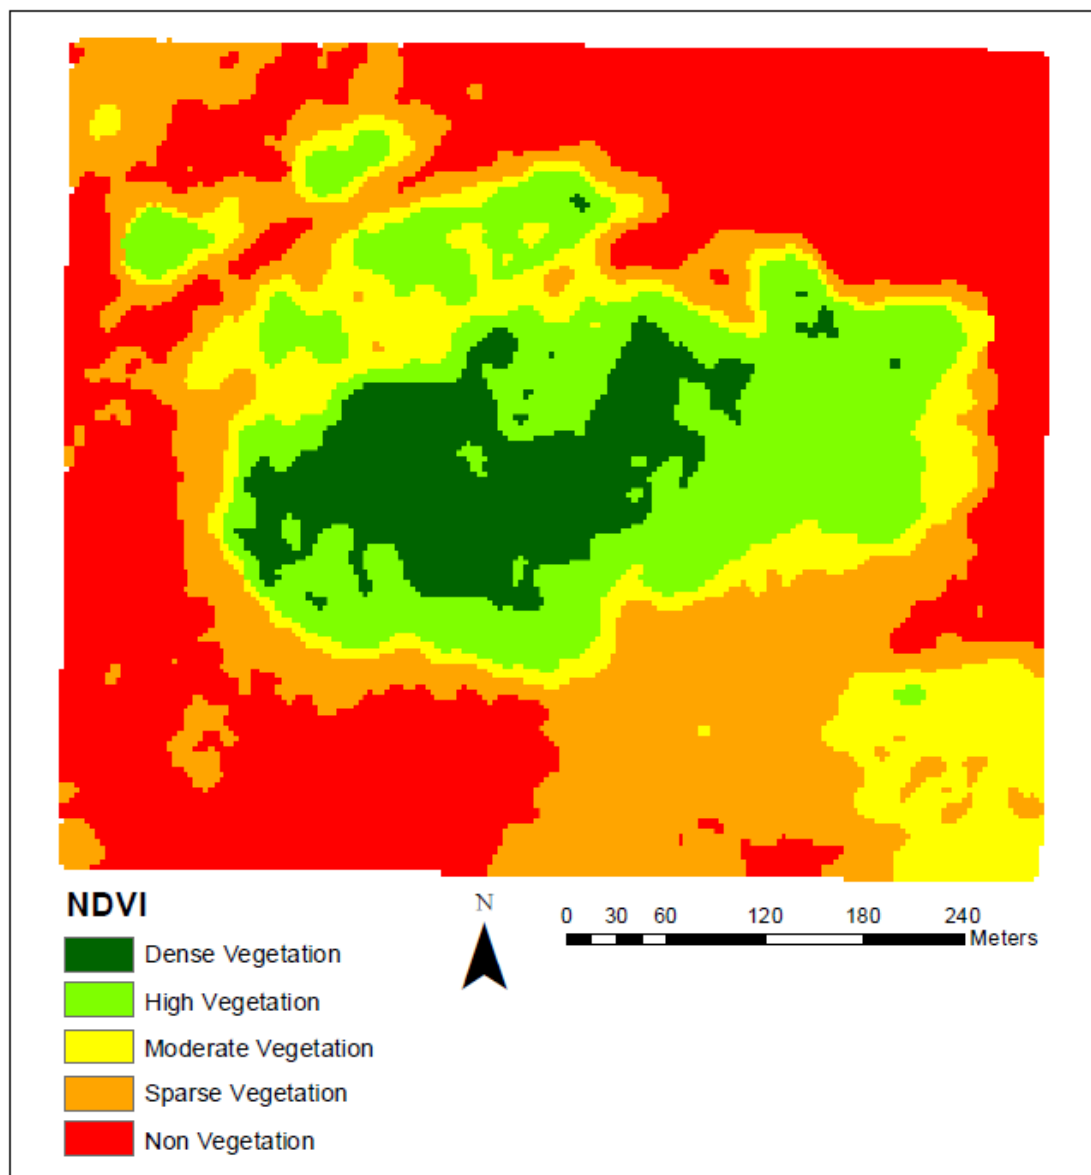 NDVI
Dense Vegetation
High Vegetation
Moderate Vegetation
Sparse Vegetation
Non Vegetation
N
0 30 60 120 180 240
Meters